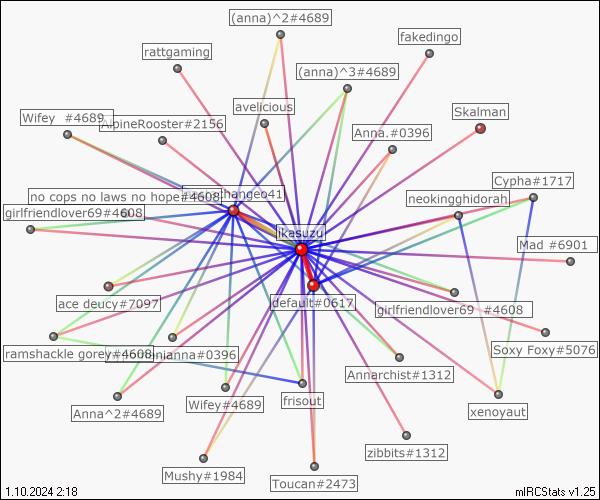 (anna)^2#4689
rattgaming
fakedingo
(anna)^3#4689
avelicious
Skalman
Wifey #4689
AlpineRooster#2156
Anna.#0396
Cypha#1717
no cops no laws no hope#4608
hangeo41
neokingghidorah
girlfriendlover69#4608
likasuzu
Mad #6901
ace deucy#7097
default#0617
girlfriendlover69 #4608
ramshackle gorey#4608
nianna#0396
Soxy Foxy#5076
Annarchist#1312
Anna^2#4689
Wifey#4689
frisout
xenoyaut
zibbits#1312
Mushy#1984
Toucan#2473
1.10.2024 2:18
mIRCStats v1.25